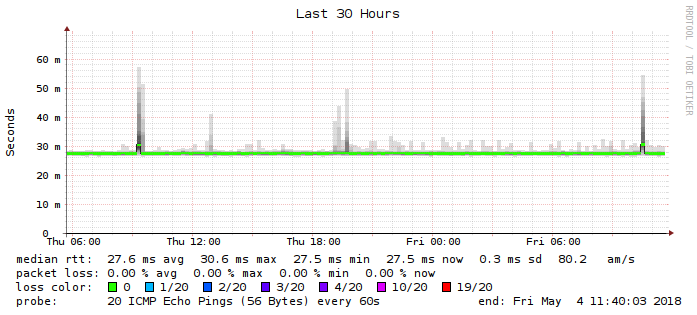 Last 30 Hours
RRDTOOL / TOBI OETIKER
Seconds
60 m
50 m
40 m
30 m
20 m
10 m
0
Thu 06:00 Thu 12:00 Thu 18:00 Fri 00:00 Fri 06:00
median rtt: 27.6 ms avg 30.6 ms max 27.5 ms min 27.5 ms now 0.3 ms sd 80.2 am/s
packet loss: 0.00 % avg 0.00 % max 0.00 % min 0.00 % now
loss color: 0 1/20 2/20 3/20 4/20 10/20 19/20
probe: 20 ICMP Echo Pings (56 Bytes) every 60s end: Fri May 4 11:40:03 2018